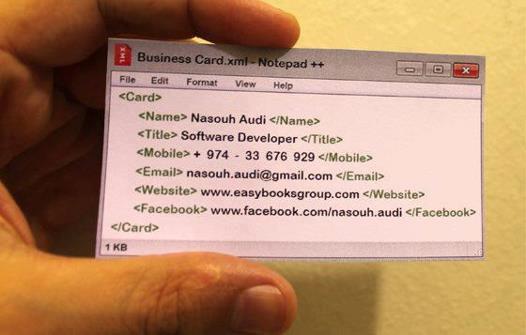 XML
Business Card.xml - Notepad ++
File Edit Format View Help
<Card>
<Name> Nasouh Audi </Name>
<Title> Software Developer </Title>
<Mobile> + 974 - 33 676 929 </Mobile>
<Email> nasouh.audi@gmail.com </Email>
<Website> www.easybooksgroup.com </Website>
<Facebook> www.facebook.com/nasouh.audi </Facebook>
</Card>
1 KB